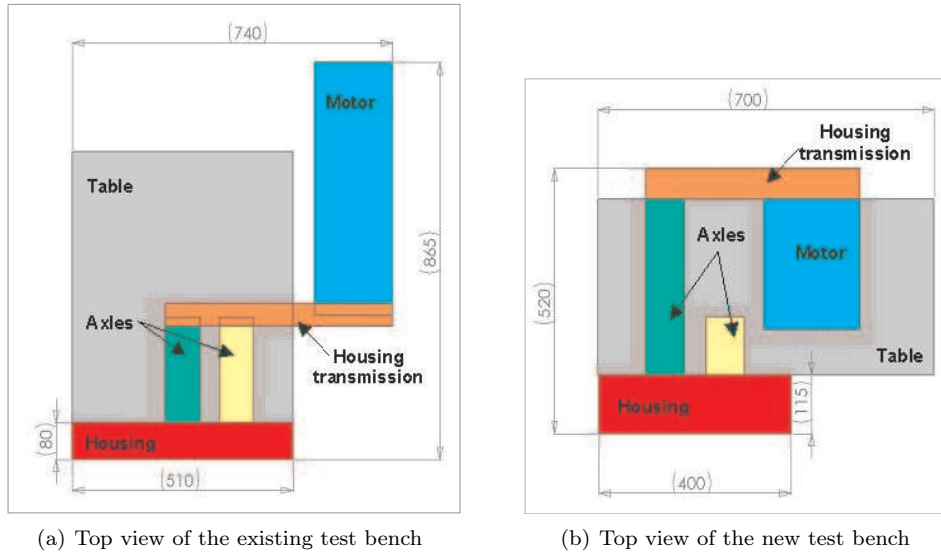 (740)
Motor
Table
(865)
Axles
Housing
transmission
(80)
Housing
(510)
(a) Top view of the existing test bench
(700)
Housing
transmission
Axles
Motor
(520)
Table
Housing
(115)
(400)
(b) Top view of the new test bench